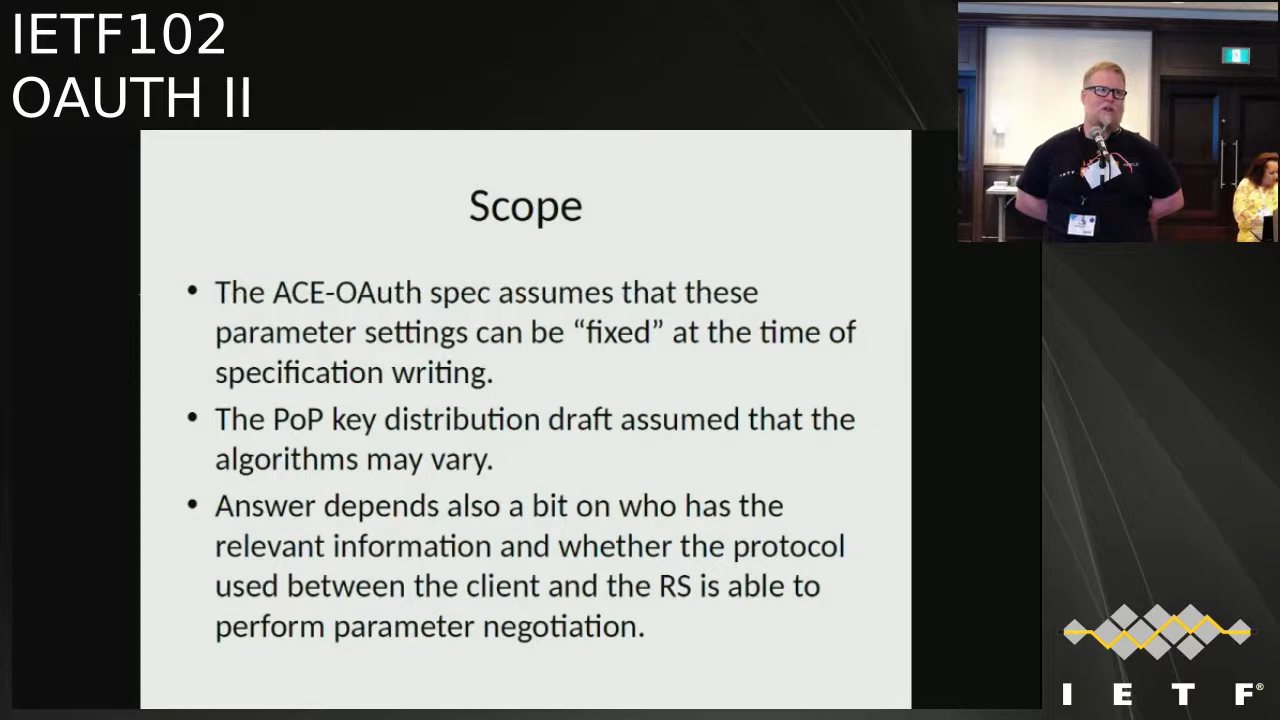 IETF102
OAUTH II
Scope
• The ACE-OAuth spec assumes that these
parameter settings can be “fixed” at the time of
specification writing.
• The PoP key distribution draft assumed that the
algorithms may vary.
• Answer depends also a bit on who has the
relevant information and whether the protocol
used between the client and the RS is able to
perform parameter negotiation.
I E T F®